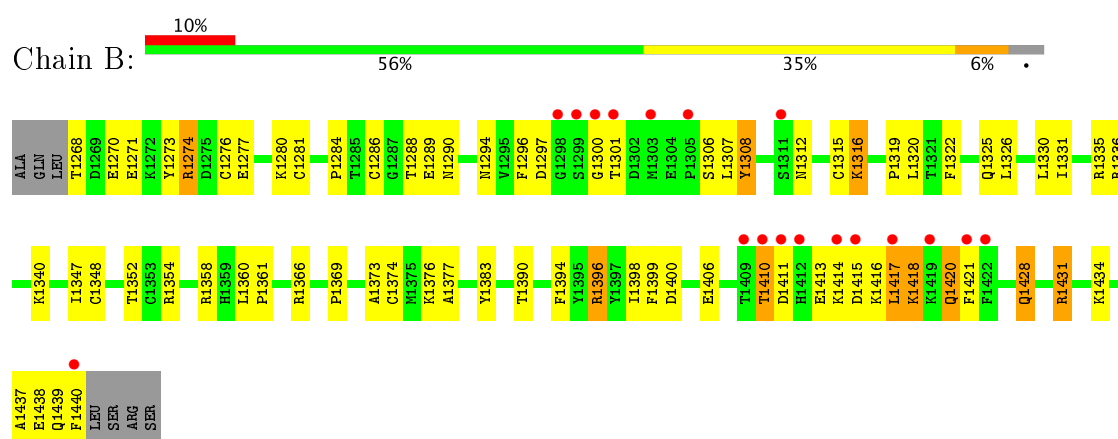 10%
Chain B:
56% 35% 6% •
ALA GLN LEU T1268 D1269 E1270 E1271 K1272 Y1273 R1274 D1275 C1276 E1277 K1280 C1281 P1284 T1285 C1286 G1287 T1288 E1289 N1290 N1294 V1295 F1296 D1297 G1298 S1299 G1300 T1301 D1302 M1303 E1304 P1305 S1306 L1307 Y1308 S1311 N1312 C1315 K1316 P1319 L1320 T1321 F1322 Q1325 L1326 L1330 I1331 R1335
K1340 I1347 C1348 T1352 C1353 R1354 R1358 H1359 L1360 P1361 R1366 P1369 A1373 C1374 M1375 K1376 A1377 Y1383 T1390 F1394 Y1395 R1396 Y1397 I1398 F1399 D1400 E1406 T1409 T1410 D1411 H1412 E1413 K1414 D1415 K1416 L1417 K1418 K1419 Q1420 F1421 F1422 Q1428 R1431 K1434
A1437 E1438 Q1439 F1440 LEU SER ARG SER